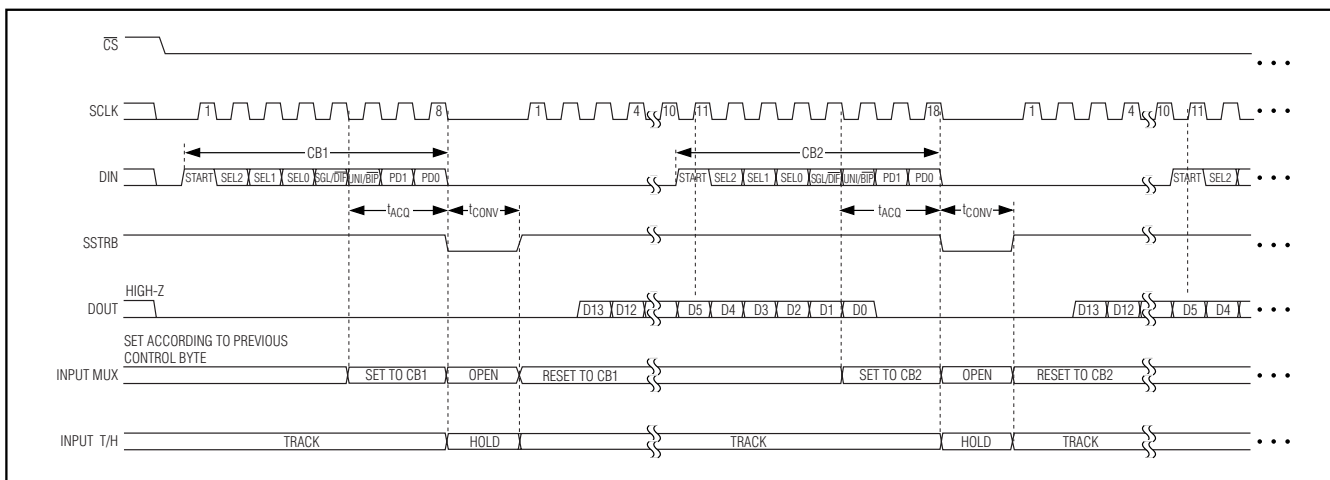 CS
SCLK 1 8 1 4 10 11 18 1 4 10 11
CB1 CB2
DIN START SEL2 SEL1 SEL0 SGL/DIF UNI/BIP PD1 PD0 START SEL2 SEL1 SEL0 SGL/DIF UNI/BIP PD1 PD0 START SEL2
tACQ tCONV tACQ tCONV
SSTRB
HIGH-Z
DOUT D13 D12 D5 D4 D3 D2 D1 D0 D13 D12 D5 D4
SET ACCORDING TO PREVIOUS
CONTROL BYTE
INPUT MUX SET TO CB1 OPEN RESET TO CB1 SET TO CB2 OPEN RESET TO CB2
INPUT T/H TRACK HOLD TRACK HOLD TRACK